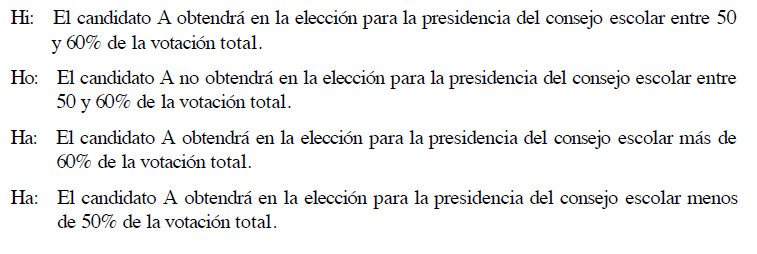 Hi: El candidato A obtendrá en la elección para la presidencia del consejo escolar entre 50
y 60% de la votación total.
Ho: El candidato A no obtendrá en la elección para la presidencia del consejo escolar entre
50 y 60% de la votación total.
Ha: El candidato A obtendrá en la elección para la presidencia del consejo escolar más de
60% de la votación total.
Ha: El candidato A obtendrá en la elección para la presidencia del consejo escolar menos
de 50% de la votación total.